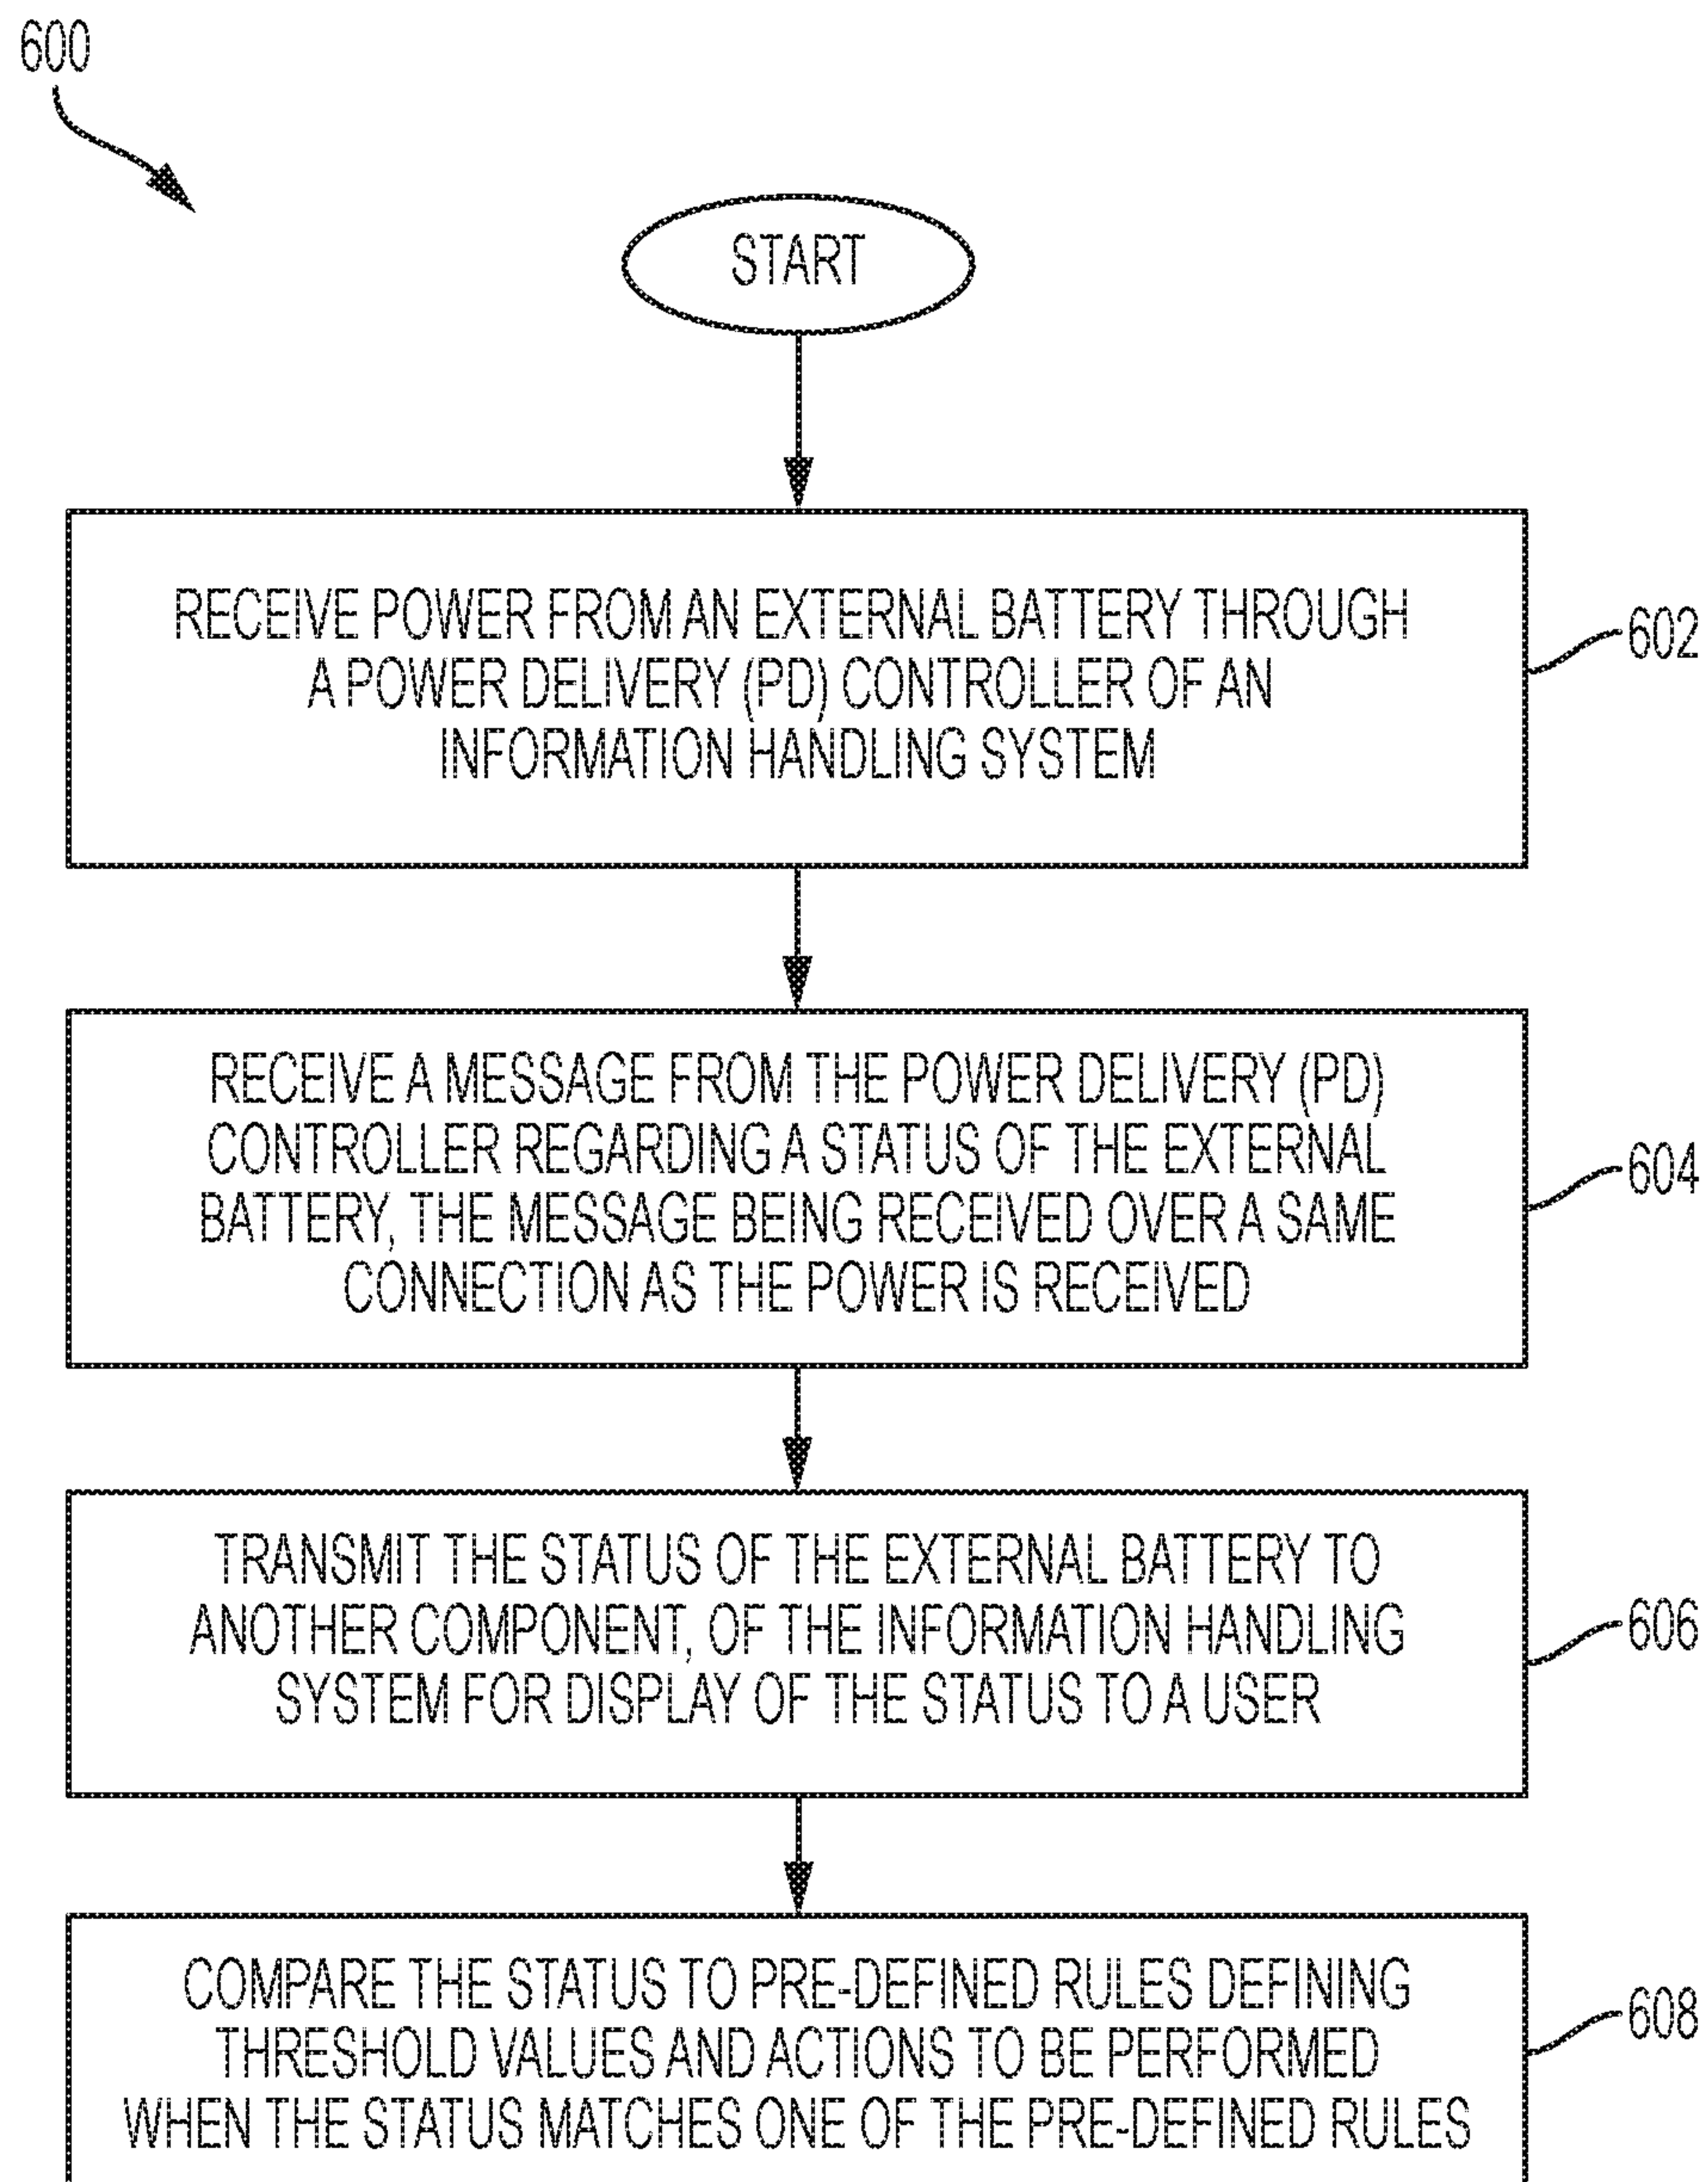 600
START
RECEIVE POWER FROM AN EXTERNAL BATTERY THROUGH
A POWER DELIVERY (PD) CONTROLLER OF AN
INFORMATION HANDLING SYSTEM
602
RECEIVE A MESSAGE FROM THE POWER DELIVERY (PD)
CONTROLLER REGARDING A STATUS OF THE EXTERNAL
BATTERY, THE MESSAGE BEING RECEIVED OVER A SAME
CONNECTION AS THE POWER IS RECEIVED
604
TRANSMIT THE STATUS OF THE EXTERNAL BATTERY TO
ANOTHER COMPONENT, OF THE INFORMATION HANDLING
SYSTEM FOR DISPLAY OF THE STATUS TO A USER
606
COMPARE THE STATUS TO PRE-DEFINED RULES DEFINING
THRESHOLD VALUES AND ACTIONS TO BE PERFORMED
WHEN THE STATUS MATCHES ONE OF THE PRE-DEFINED RULES
608